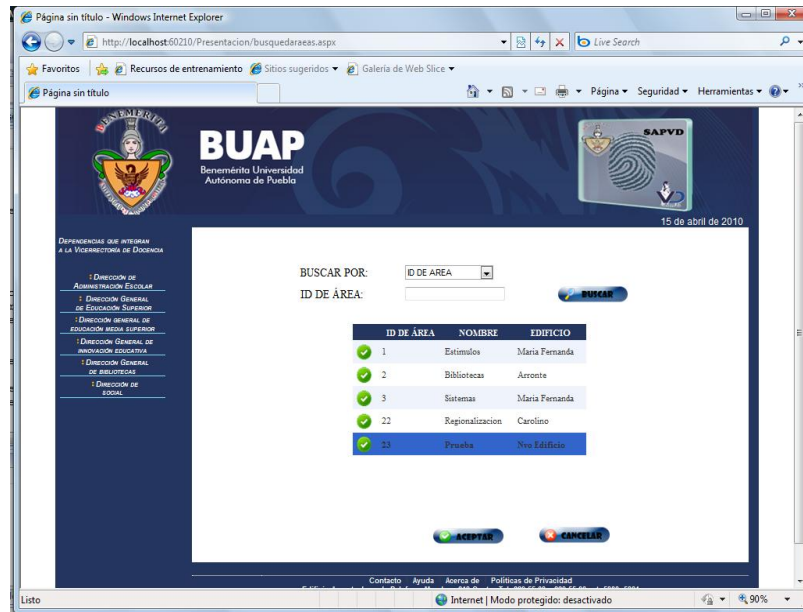 Página sin título - Windows Internet Explorer
http://localhost:60210/Presentacion/busquedaraeas.aspx
Live Search
Favoritos Recursos de entrenamiento Sitios sugeridos Galería de Web Slice
Página sin título
Página Seguridad Herramientas
BENEMERITA
BUAP
Benemérita Universidad
Autónoma de Puebla
SAPVD
15 de abril de 2010
DEPENDENCIAS QUE INTEGRAN
A LA VICERRECTORÍA DE DOCENCIA
DIRECCIÓN DE
ADMINISTRACIÓN ESCOLAR
DIRECCIÓN GENERAL
DE EDUCACIÓN SUPERIOR
DIRECCIÓN GENERAL DE
EDUCACIÓN MEDIA SUPERIOR
DIRECCIÓN GENERAL DE
INNOVACIÓN EDUCATIVA
DIRECCIÓN GENERAL
DE BIBLIOTECAS
DIRECCIÓN DE
SOCIAL
BUSCAR POR: ID DE AREA
ID DE ÁREA: BUSCAR
ID DE ÁREA NOMBRE EDIFICIO
1 Estimulos Maria Fernanda
2 Bibliotecas Arronte
3 Sistemas Maria Fernanda
22 Regionalizacion Carolino
23 Prueba Nvo Edificio
ACEPTAR CANCELAR
Contacto Ayuda Acerca de Políticas de Privacidad
Listo Internet | Modo protegido: desactivado 90%